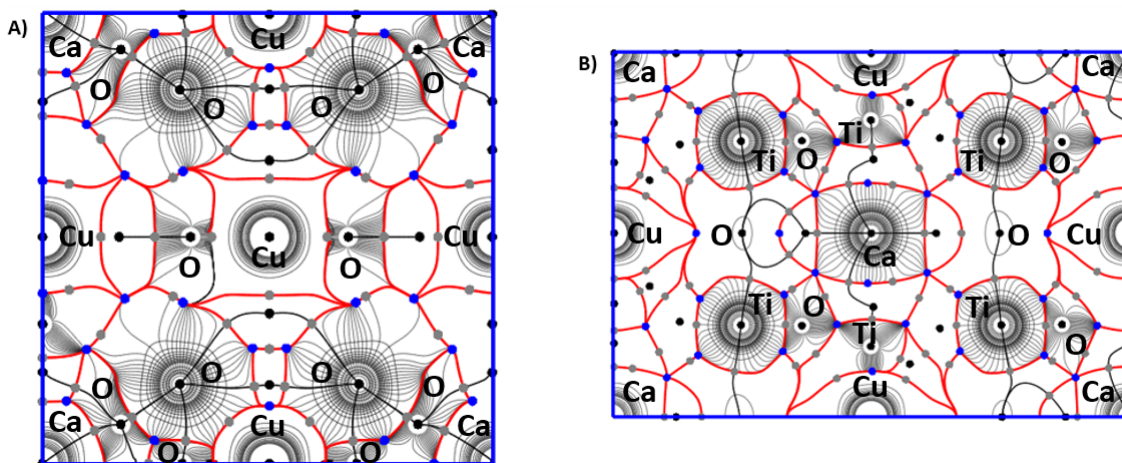 A)
Ca Cu Ca
O O O O
Cu O Cu O Cu
O O O O
Ca O Cu O Ca
B)
Ca Cu Ca
Ti O Ti Ti O
Cu O Ca O Cu
Ti O Ti Ti O
Ca Cu Ca